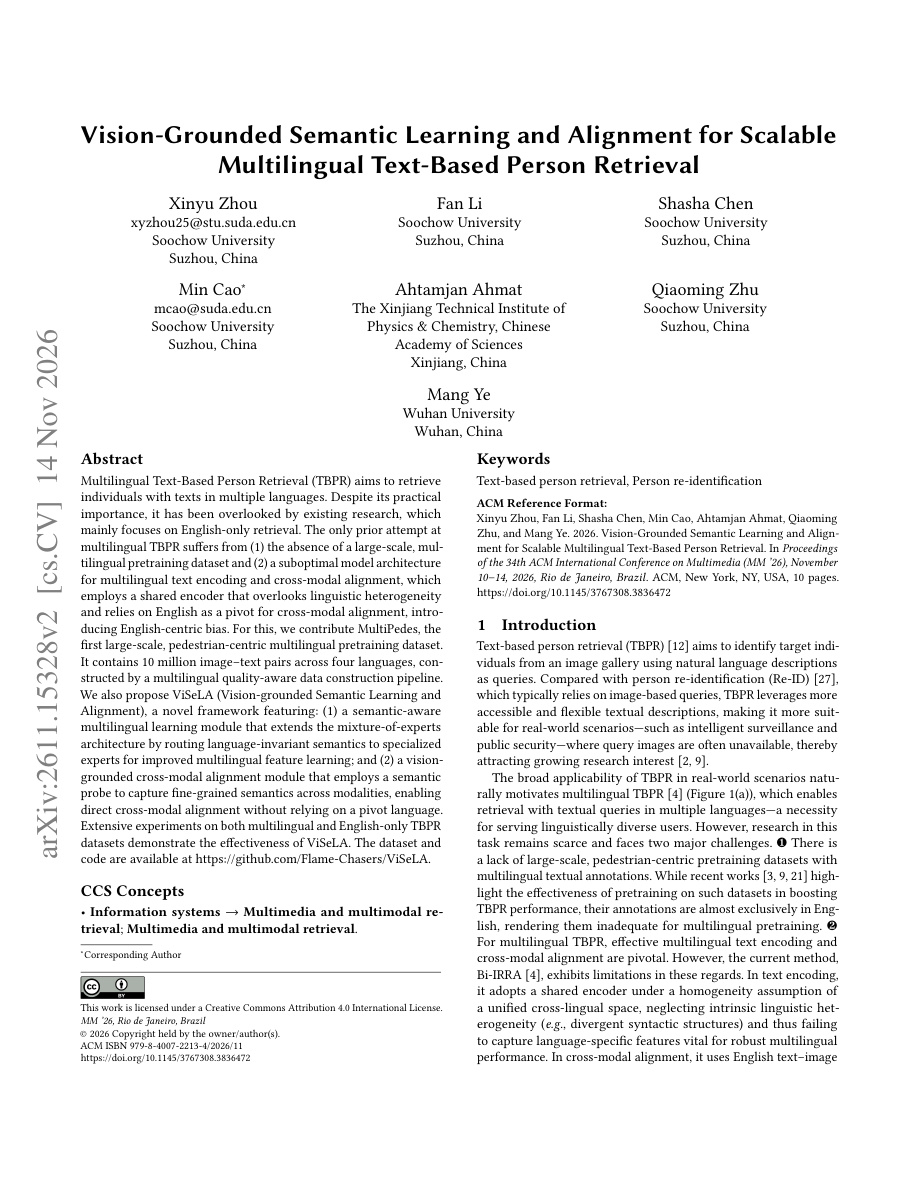 Vision-Grounded Semantic Learning and Alignment for Scalable
Multilingual Text-Based Person Retrieval
Xinyu Zhou
xyzhou25@stu.suda.edu.cn
Soochow University
Suzhou, China
Fan Li
Soochow University
Suzhou, China
Shasha Chen
Soochow University
Suzhou, China
Min Cao*
mcao@suda.edu.cn
Soochow University
Suzhou, China
Ahtamjan Ahmat
The Xinjiang Technical Institute of
Physics & Chemistry, Chinese
Academy of Sciences
Xinjiang, China
Qiaoming Zhu
Soochow University
Suzhou, China
Mang Ye
Wuhan University
Wuhan, China
arXiv:2611.15328v2 [cs.CV] 14 Nov 2026
Abstract
Multilingual Text-Based Person Retrieval (TBPR) aims to retrieve
individuals with texts in multiple languages. Despite its practical
importance, it has been overlooked by existing research, which
mainly focuses on English-only retrieval. The only prior attempt at
multilingual TBPR suffers from (1) the absence of a large-scale, mul-
tilingual pretraining dataset and (2) a suboptimal model architecture
for multilingual text encoding and cross-modal alignment, which
employs a shared encoder that overlooks linguistic heterogeneity
and relies on English as a pivot for cross-modal alignment, intro-
ducing English-centric bias. For this, we contribute MultiPedes, the
first large-scale, pedestrian-centric multilingual pretraining dataset.
It contains 10 million image–text pairs across four languages, con-
structed by a multilingual quality-aware data construction pipeline.
We also propose ViSeLA (Vision-grounded Semantic Learning and
Alignment), a novel framework featuring: (1) a semantic-aware
multilingual learning module that extends the mixture-of-experts
architecture by routing language-invariant semantics to specialized
experts for improved multilingual feature learning; and (2) a vision-
grounded cross-modal alignment module that employs a semantic
probe to capture fine-grained semantics across modalities, enabling
direct cross-modal alignment without relying on a pivot language.
Extensive experiments on both multilingual and English-only TBPR
datasets demonstrate the effectiveness of ViSeLA. The dataset and
code are available at https://github.com/Flame-Chasers/ViSeLA.
CCS Concepts
• Information systems → Multimedia and multimodal re-
trieval; Multimedia and multimodal retrieval.
*Corresponding Author
cc BY
This work is licensed under a Creative Commons Attribution 4.0 International License.
MM ’26, Rio de Janeiro, Brazil
© 2026 Copyright held by the owner/author(s).
ACM ISBN 979-8-4007-2213-4/2026/11
https://doi.org/10.1145/3767308.3836472
Keywords
Text-based person retrieval, Person re-identification
ACM Reference Format:
Xinyu Zhou, Fan Li, Shasha Chen, Min Cao, Ahtamjan Ahmat, Qiaoming
Zhu, and Mang Ye. 2026. Vision-Grounded Semantic Learning and Align-
ment for Scalable Multilingual Text-Based Person Retrieval. In Proceedings
of the 34th ACM International Conference on Multimedia (MM ’26), November
10–14, 2026, Rio de Janeiro, Brazil. ACM, New York, NY, USA, 10 pages.
https://doi.org/10.1145/3767308.3836472
1 Introduction
Text-based person retrieval (TBPR) [12] aims to identify target indi-
viduals from an image gallery using natural language descriptions
as queries. Compared with person re-identification (Re-ID) [27],
which typically relies on image-based queries, TBPR leverages more
accessible and flexible textual descriptions, making it more suit-
able for real-world scenarios—such as intelligent surveillance and
public security—where query images are often unavailable, thereby
attracting growing research interest [2, 9].
The broad applicability of TBPR in real-world scenarios natu-
rally motivates multilingual TBPR [4] (Figure 1(a)), which enables
retrieval with textual queries in multiple languages—a necessity
for serving linguistically diverse users. However, research in this
task remains scarce and faces two major challenges. ❶ There is
a lack of large-scale, pedestrian-centric pretraining datasets with
multilingual textual annotations. While recent works [3, 9, 21] high-
light the effectiveness of pretraining on such datasets in boosting
TBPR performance, their annotations are almost exclusively in Eng-
lish, rendering them inadequate for multilingual pretraining. ❷
For multilingual TBPR, effective multilingual text encoding and
cross-modal alignment are pivotal. However, the current method,
Bi-IRRA [4], exhibits limitations in these regards. In text encoding,
it adopts a shared encoder under a homogeneity assumption of
a unified cross-lingual space, neglecting intrinsic linguistic het-
erogeneity (e.g., divergent syntactic structures) and thus failing
to capture language-specific features vital for robust multilingual
performance. In cross-modal alignment, it uses English text–image